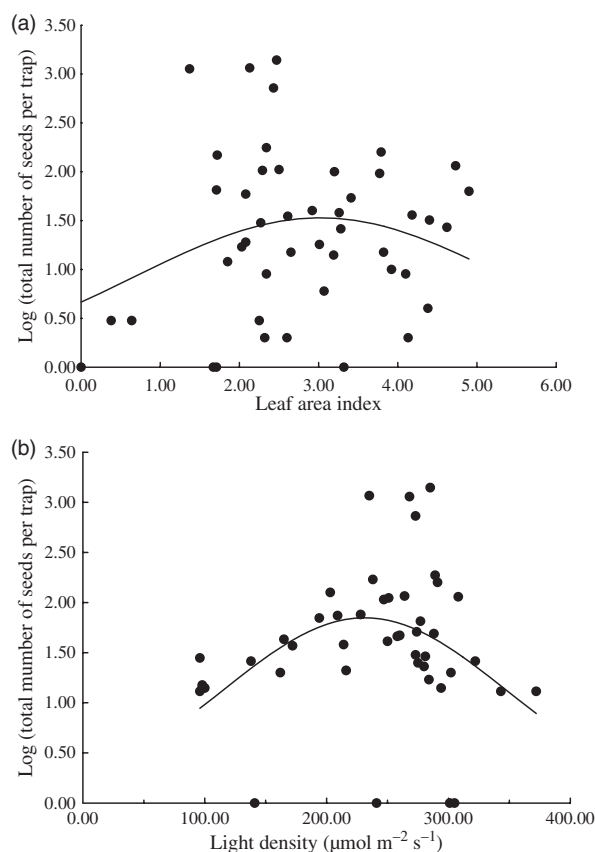 (a)
3.50
3.00
2.50
2.00
1.50
1.00
0.50
0.00
Log (total number of seeds per trap)
0.00 1.00 2.00 3.00 4.00 5.00 6.00
Leaf area index
(b)
3.50
3.00
2.50
2.00
1.50
1.00
0.50
0.00
Log (total mumber of seeds per trap)
0.00 100.00 200.00 300.00 400.00
Light density (μmol m⁻² s⁻¹)